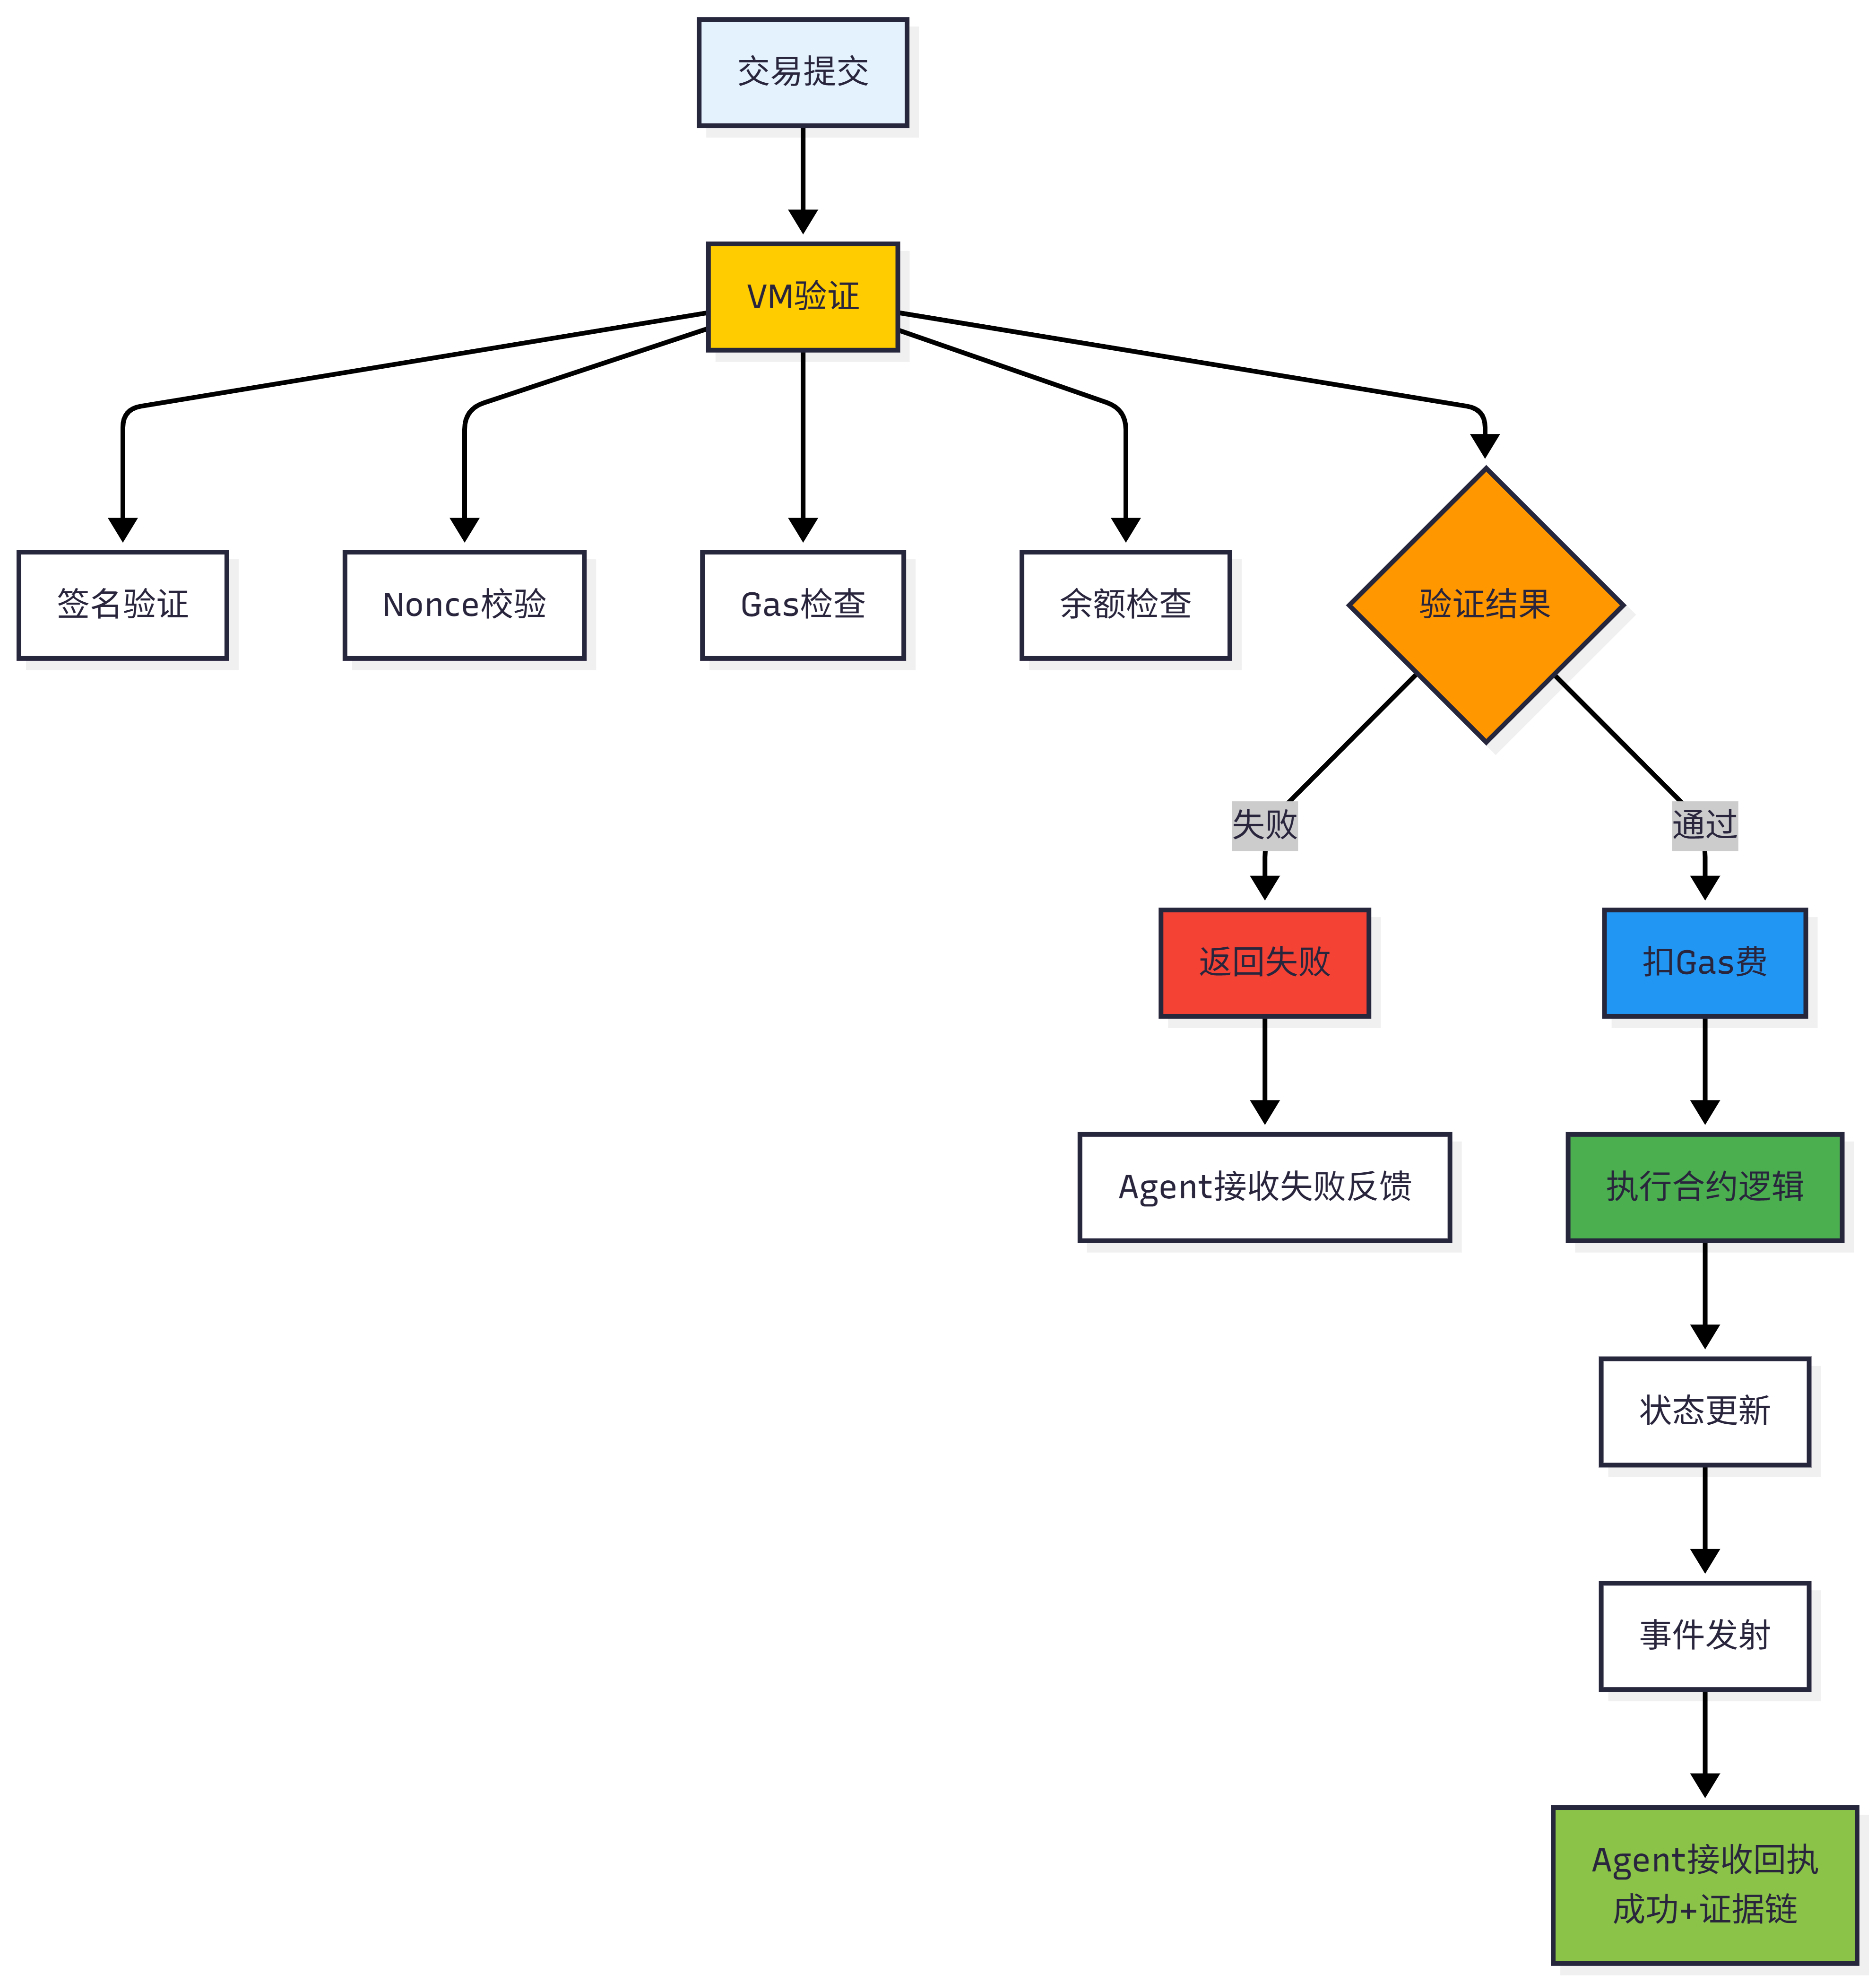 交易提交
VM验证
签名验证
Nonce校验
Gas检查
余额检查
验证结果
失败
通过
返回失败
扣Gas费
Agent接收失败反馈
执行合约逻辑
状态更新
事件发射
Agent接收回执
成功+证据链